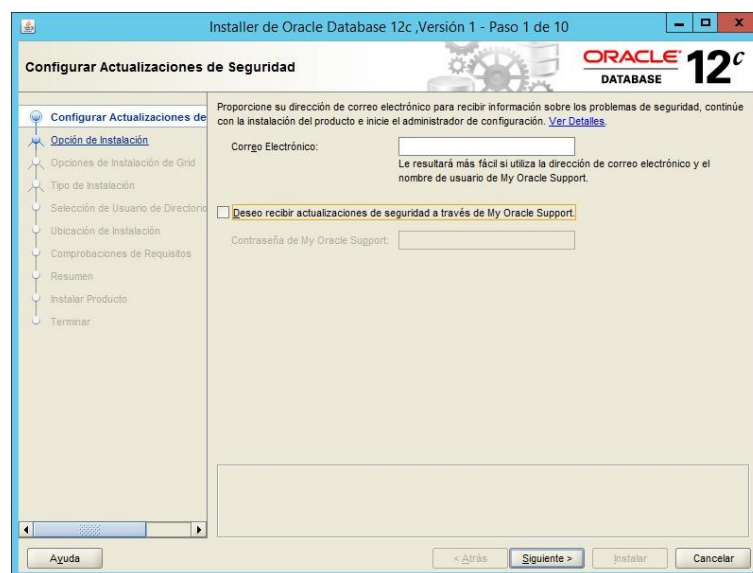 Installer de Oracle Database 12c ,Versión 1 - Paso 1 de 10
Configurar Actualizaciones de Seguridad
ORACLE
DATABASE
12c
Configurar Actualizaciones de
Opción de Instalación
Opciones de Instalación de Grid
Tipo de Instalación
Selección de Usuario de Directorio
Ubicación de Instalación
Comprobaciones de Requisitos
Resumen
Instalar Producto
Terminar
Proporcione su dirección de correo electrónico para recibir información sobre los problemas de seguridad, continúe
con la instalación del producto e inicie el administrador de configuración. Ver Detalles.
Correo Electrónico:
Le resultará más fácil si utiliza la dirección de correo electrónico y el
nombre de usuario de My Oracle Support.
Deseo recibir actualizaciones de seguridad a través de My Oracle Support.
Contraseña de My Oracle Support:
Ayuda
< Atrás
Siguiente >
Instalar
Cancelar